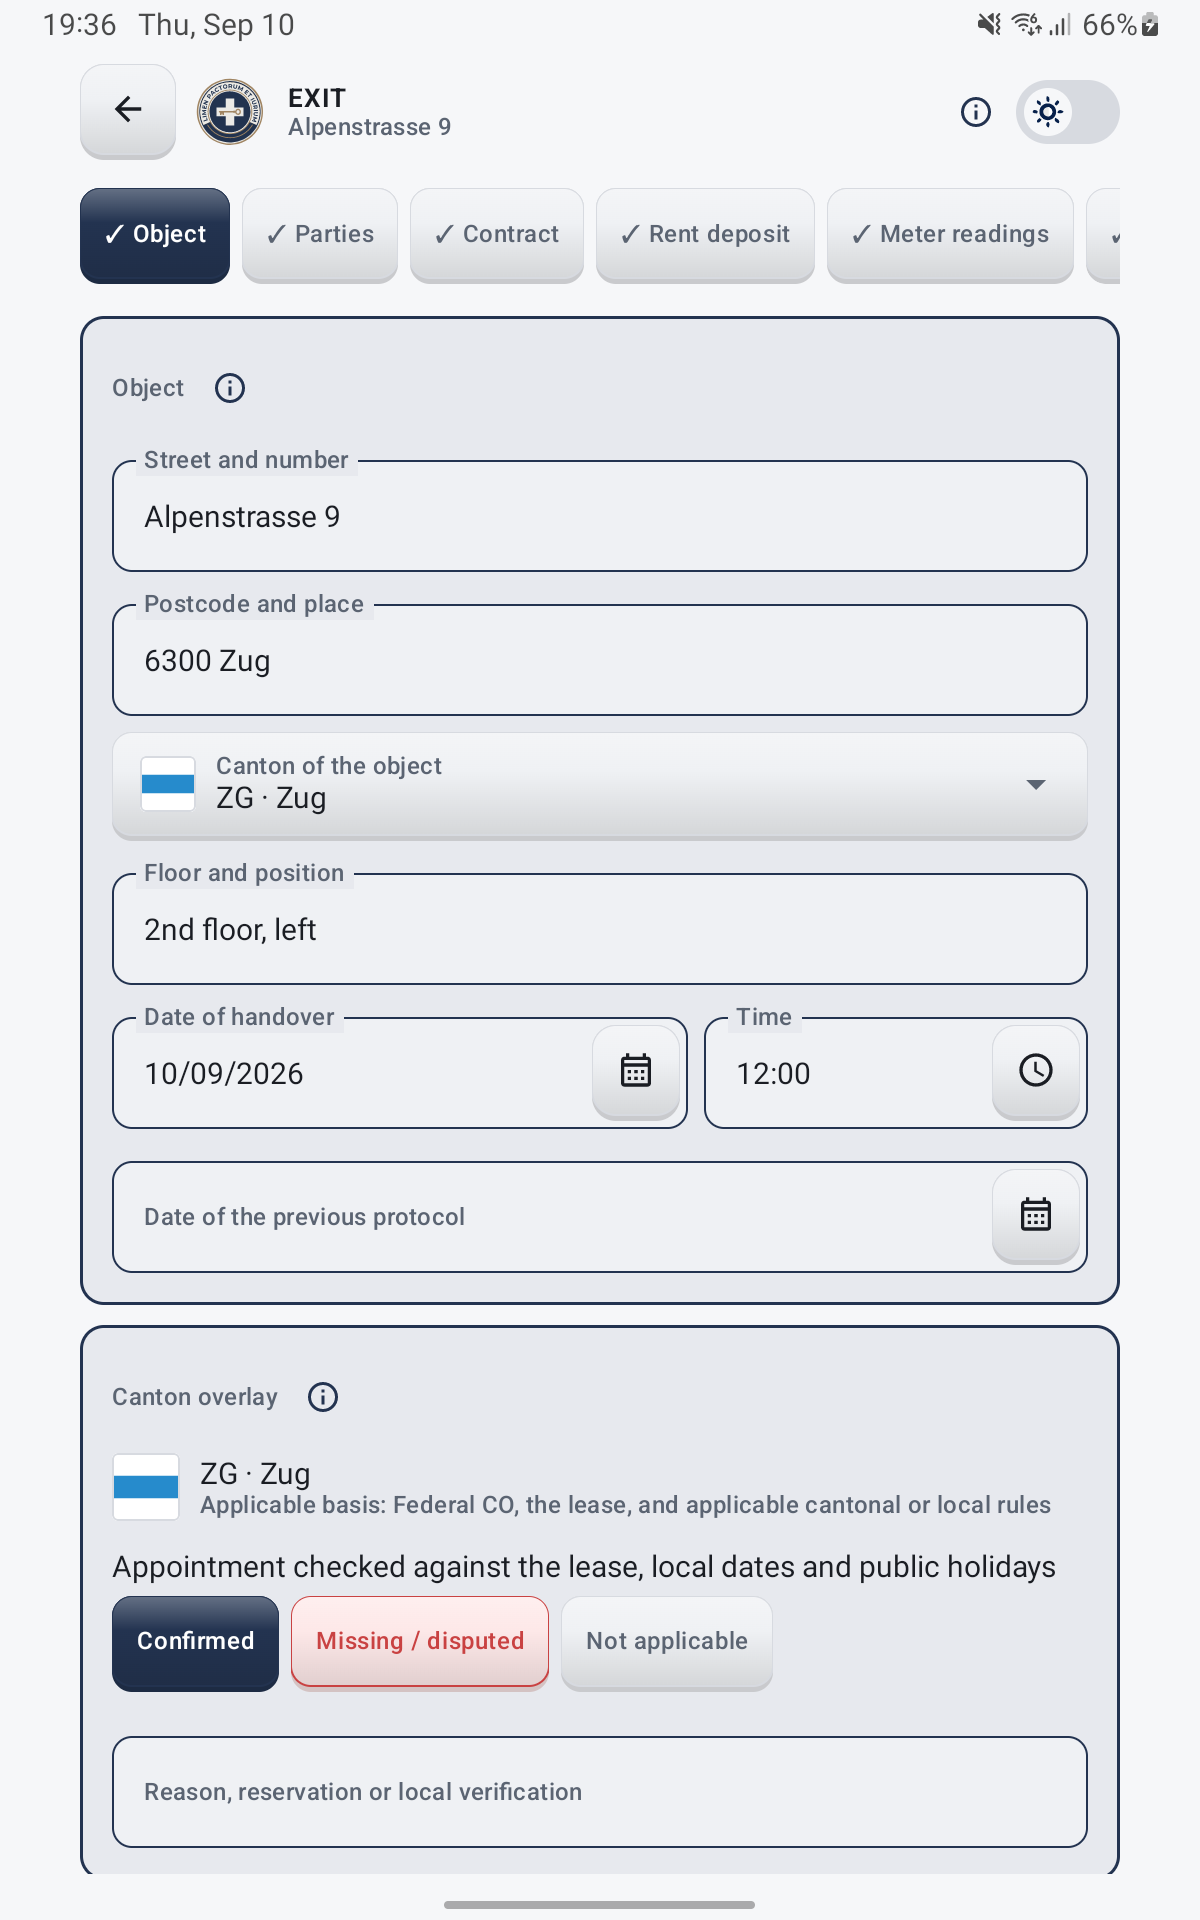 19:36 Thu, Sep 10
66%
LIMEN PACTORUM ET IURIUM
EXIT
Alpenstrasse 9
✓ Object
✓ Parties
✓ Contract
✓ Rent deposit
✓ Meter readings
Object
Street and number
Alpenstrasse 9
Postcode and place
6300 Zug
Canton of the object
ZG · Zug
Floor and position
2nd floor, left
Date of handover
10/09/2026
Time
12:00
Date of the previous protocol
Canton overlay
ZG · Zug
Applicable basis: Federal CO, the lease, and applicable cantonal or local rules
Appointment checked against the lease, local dates and public holidays
Confirmed
Missing / disputed
Not applicable
Reason, reservation or local verification